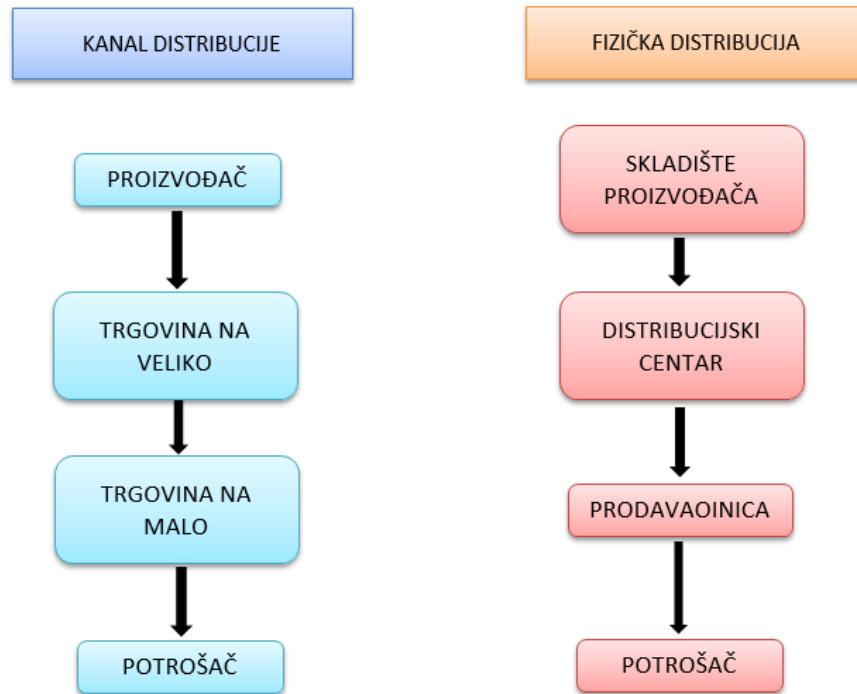 KANAL DISTRIBUCIJE
PROIZVOĐAČ
TRGOVINA NA
VELIKO
TRGOVINA NA
MALO
POTROŠAČ
FIZIČKA DISTRIBUCIJA
SKLADIŠTE
PROIZVOĐAČA
DISTRIBUCIJSKI
CENTAR
PRODAVAOINICA
POTROŠAČ